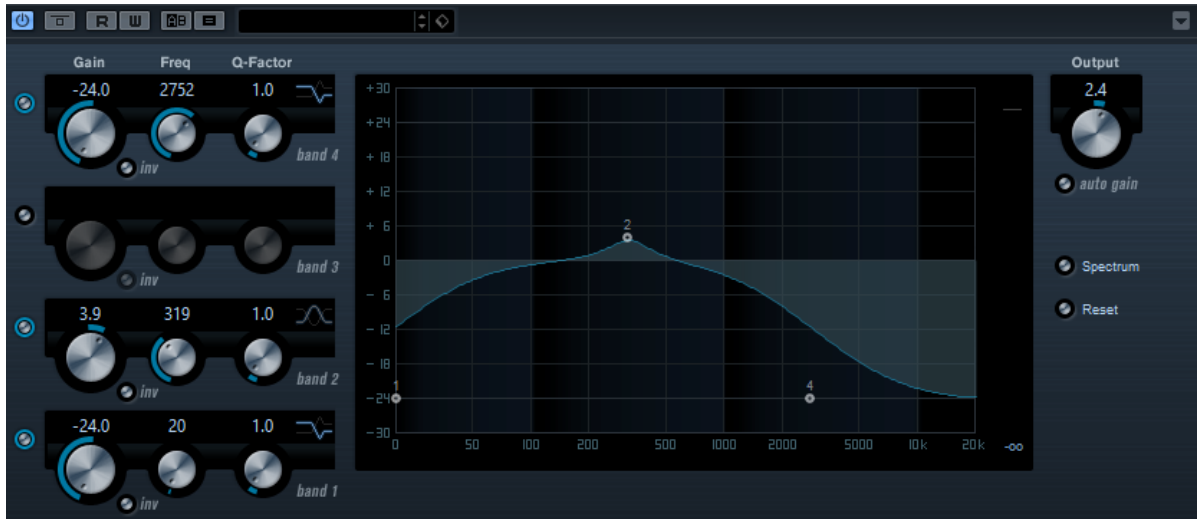 R W AB
Gain Freq Q-Factor Output
-24.0 2752 1.0 2.4
inv band 4
auto gain
inv band 3
Spectrum
3.9 319 1.0
Reset
inv band 2
-24.0 20 1.0
inv band 1
+30
+24
+18
+12
+6
0
-6
-12
-18
-24
-30
1
2
4
0 50 100 200 500 1000 2000 5000 10k 20k -oo